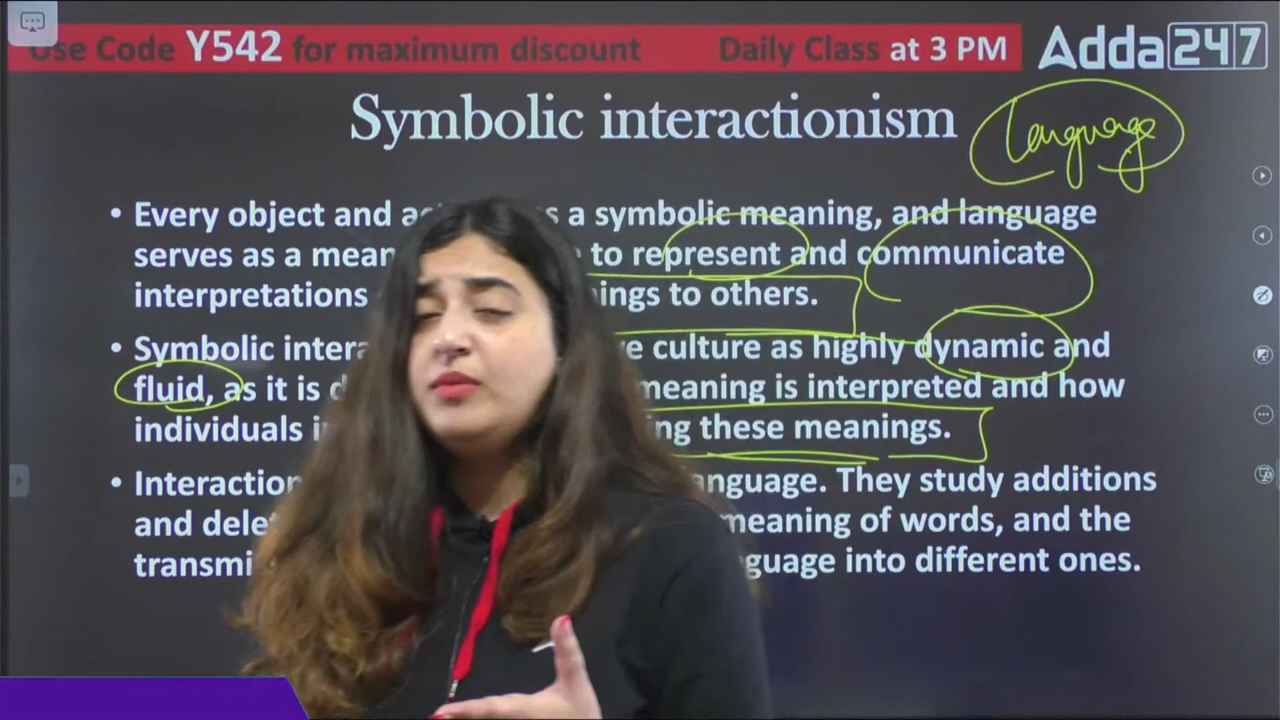 Use Code Y542 for maximum discount Daily Class at 3 PM Adda247
Symbolic interactionism
Language
• Every object and a s a symbolic meaning, and language
serves as a mean to represent and communicate
interpretations ings to others.
• Symbolic intera e culture as highly dynamic and
fluid, as it is d meaning is interpreted and how
individuals i ng these meanings.
• Interaction nguage. They study additions
and dele meaning of words, and the
transmi guage into different ones.